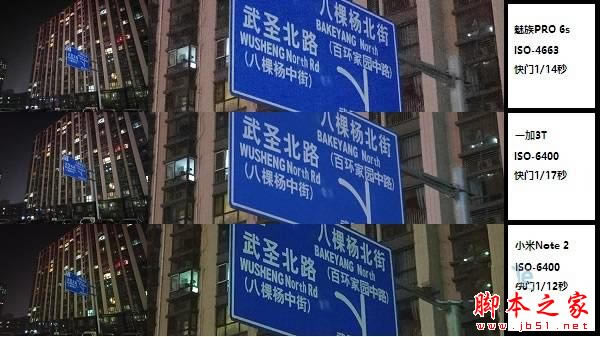 武圣北路
WUSHENG North Rd
(八棵杨中街)
八棵杨北街
BAKEYANG North
(百环家园中路)
魅族PRO 6s
ISO-4663
快门1/14秒
武圣北路
WUSHENG North Rd
(八棵杨中街)
八棵杨北街
BAKEYANG North
(百环家园中路)
一加3T
ISO-6400
快门1/17秒
武圣北路
WUSHENG North Rd
(八棵杨中街)
八棵杨北街
BAKEYANG North
(百环家园中路)
小米Note 2
ISO-6400
快门1/12秒
脚本之家
www.jb51.net